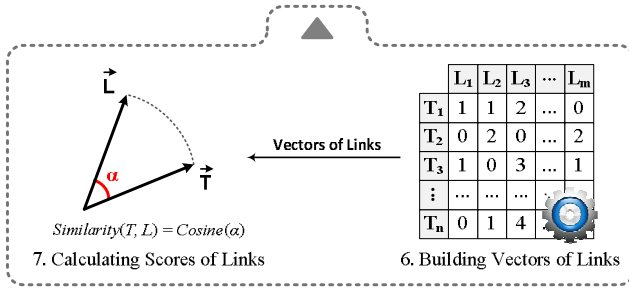 L₁ L₂ L₃ ... Lₘ
T₁ 1 1 2 ... 0
T₂ 0 2 0 ... 2
T₃ 1 0 3 ... 1
⋮ ... ... ... ...
Tₙ 0 1 4
L⃗
T⃗
α
Vectors of Links
Similarity(T, L) = Cosine(α)
7. Calculating Scores of Links
6. Building Vectors of Links